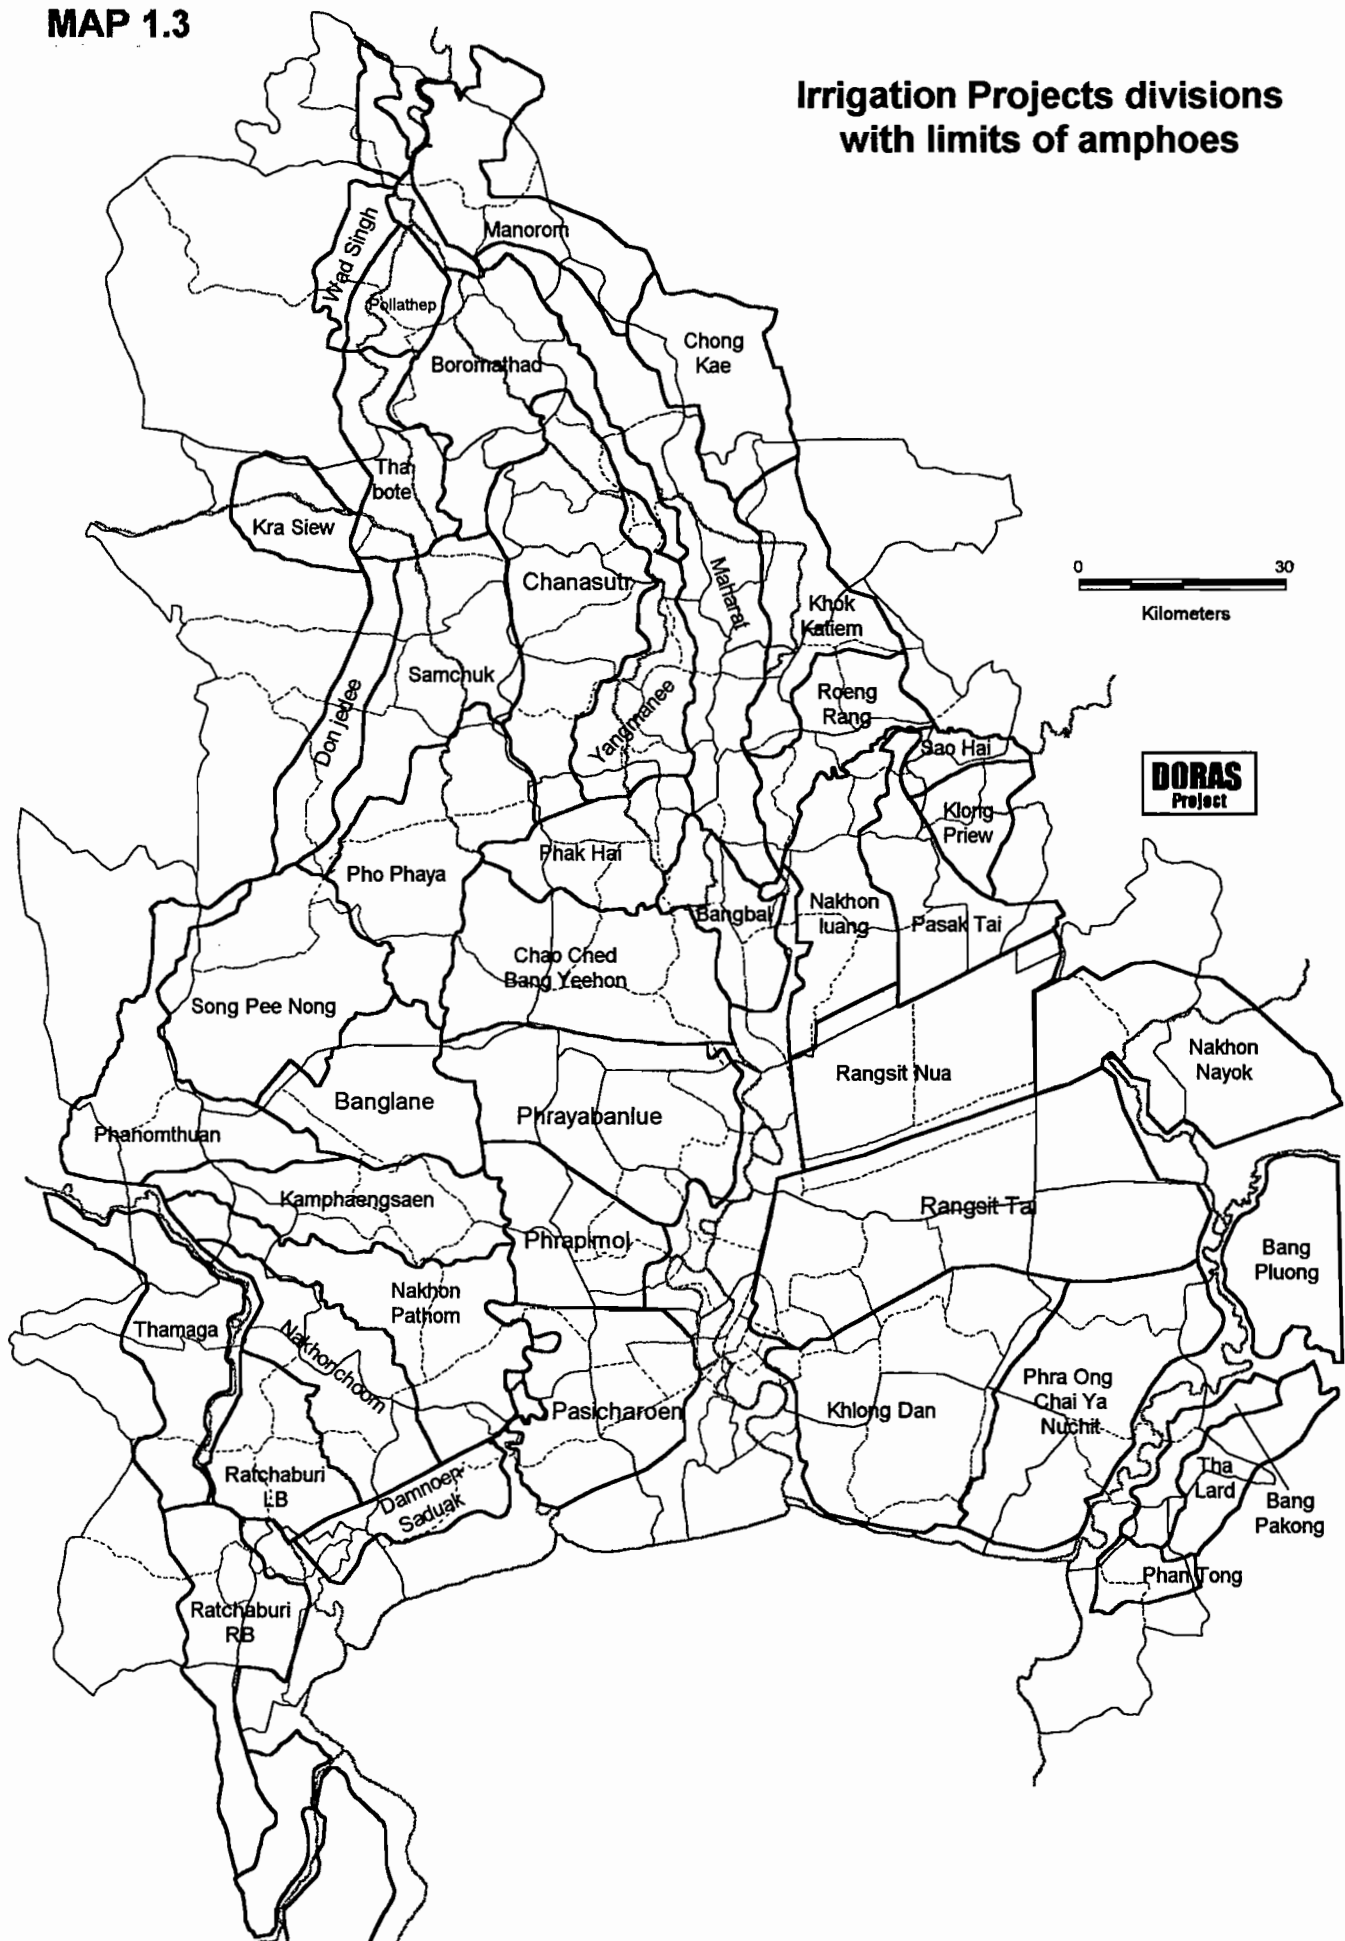 MAP 1.3
Irrigation Projects divisions
with limits of amphoes
Manorom
Wad Singh
Pollathep
Chong
Kae
Boromathad
Tha
bote
Kra Siew
Chanasutr
Maharat
0 30
Kilometers
Khok
Katiem
Samchuk
Roeng
Rang
Don jedee
Yangmanee
Sao Hai
DORAS
Project
Klong
Priew
Phak Hai
Pho Phaya
Bangbal
Nakhon
luang
Pasak Tai
Chao Ched
Bang Yeehon
Song Pee Nong
Nakhon
Nayok
Rangsit Nua
Banglane
Phrayabanlue
Phanomthuan
Kamphaengsaen
Rangsit Tai
Phrapimol
Bang
Pluong
Nakhon
Pathom
Thamaga
Nakhonchoom
Phra Ong
Chai Ya
Nuchit
Pasicharoen
Khlong Dan
Ratchaburi
LB
Damnoen
Saduak
Tha
Lard
Bang
Pakong
Phan Tong
Ratchaburi
RB